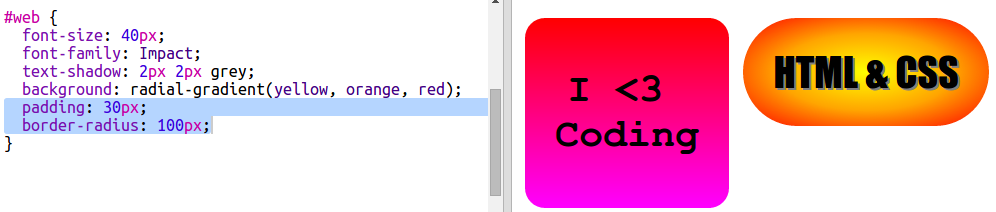 #web {
font-size: 40px;
font-family: Impact;
text-shadow: 2px 2px grey;
background: radial-gradient(yellow, orange, red);
padding: 30px;
border-radius: 100px;
}
I <3
Coding
HTML & CSS